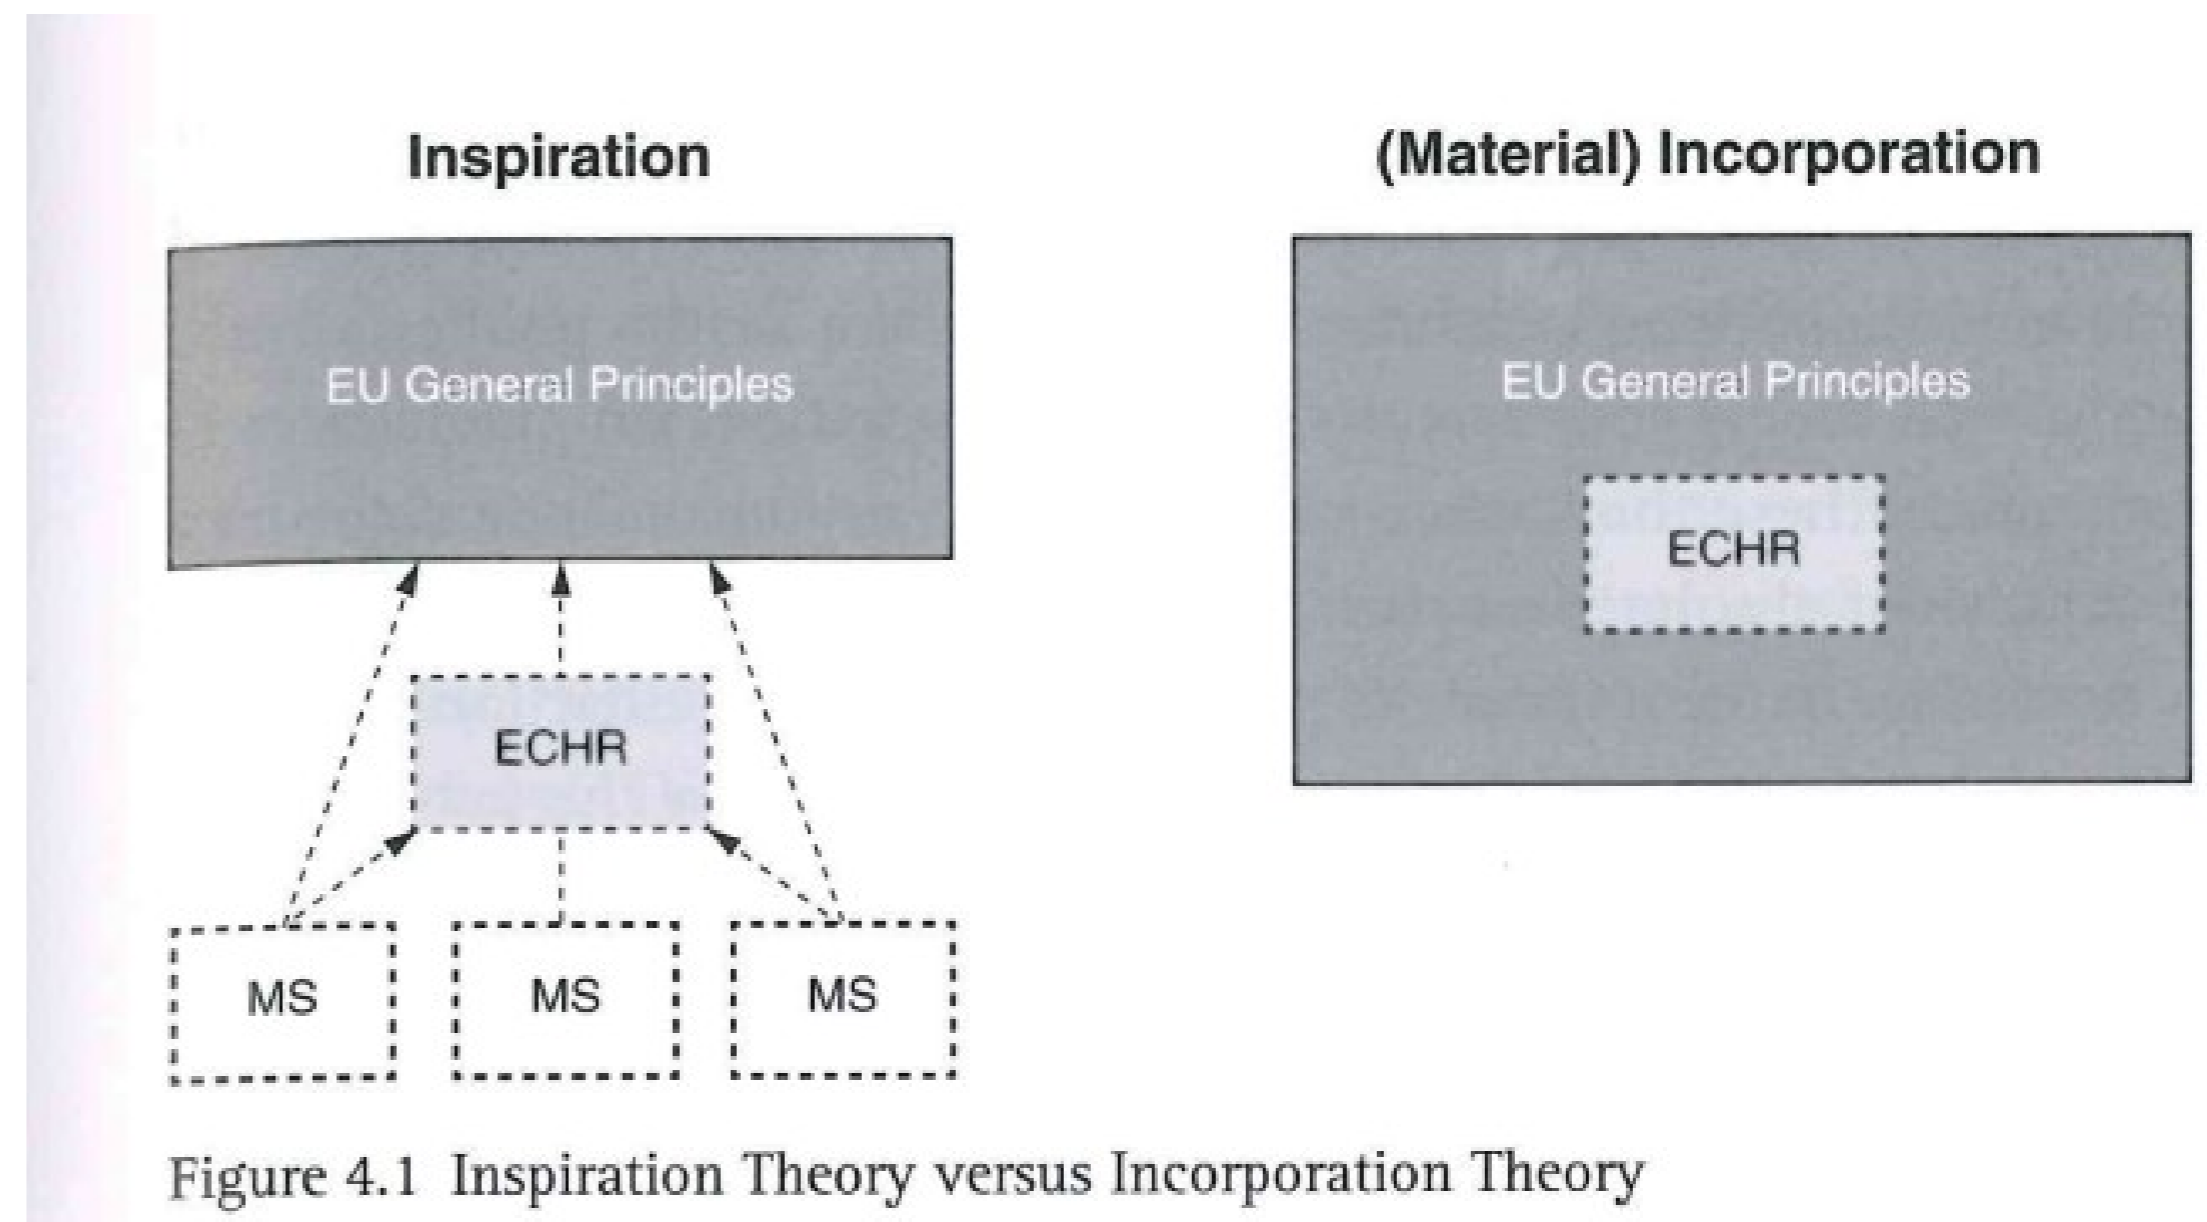 Inspiration
EU General Principles
ECHR
MS
MS
MS
(Material) Incorporation
EU General Principles
ECHR
Figure 4.1 Inspiration Theory versus Incorporation Theory